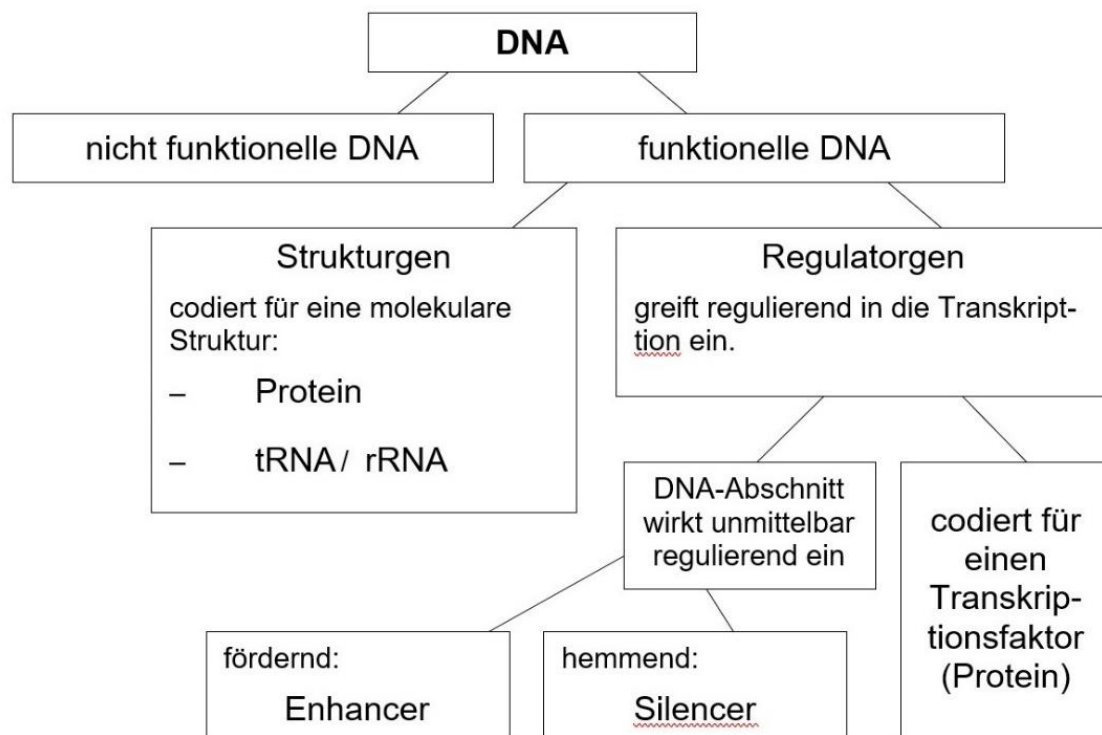 DNA
nicht funktionelle DNA
funktionelle DNA
Strukturgen
codiert für eine molekulare
Struktur:
– Protein
– tRNA / rRNA
Regulatorgen
greift regulierend in die Transkript-
tion ein.
DNA-Abschnitt
wirkt unmittelbar
regulierend ein
codiert für
einen
Transkrip-
tionsfaktor
(Protein)
fördernd:
Enhancer
hemmend:
Silencer